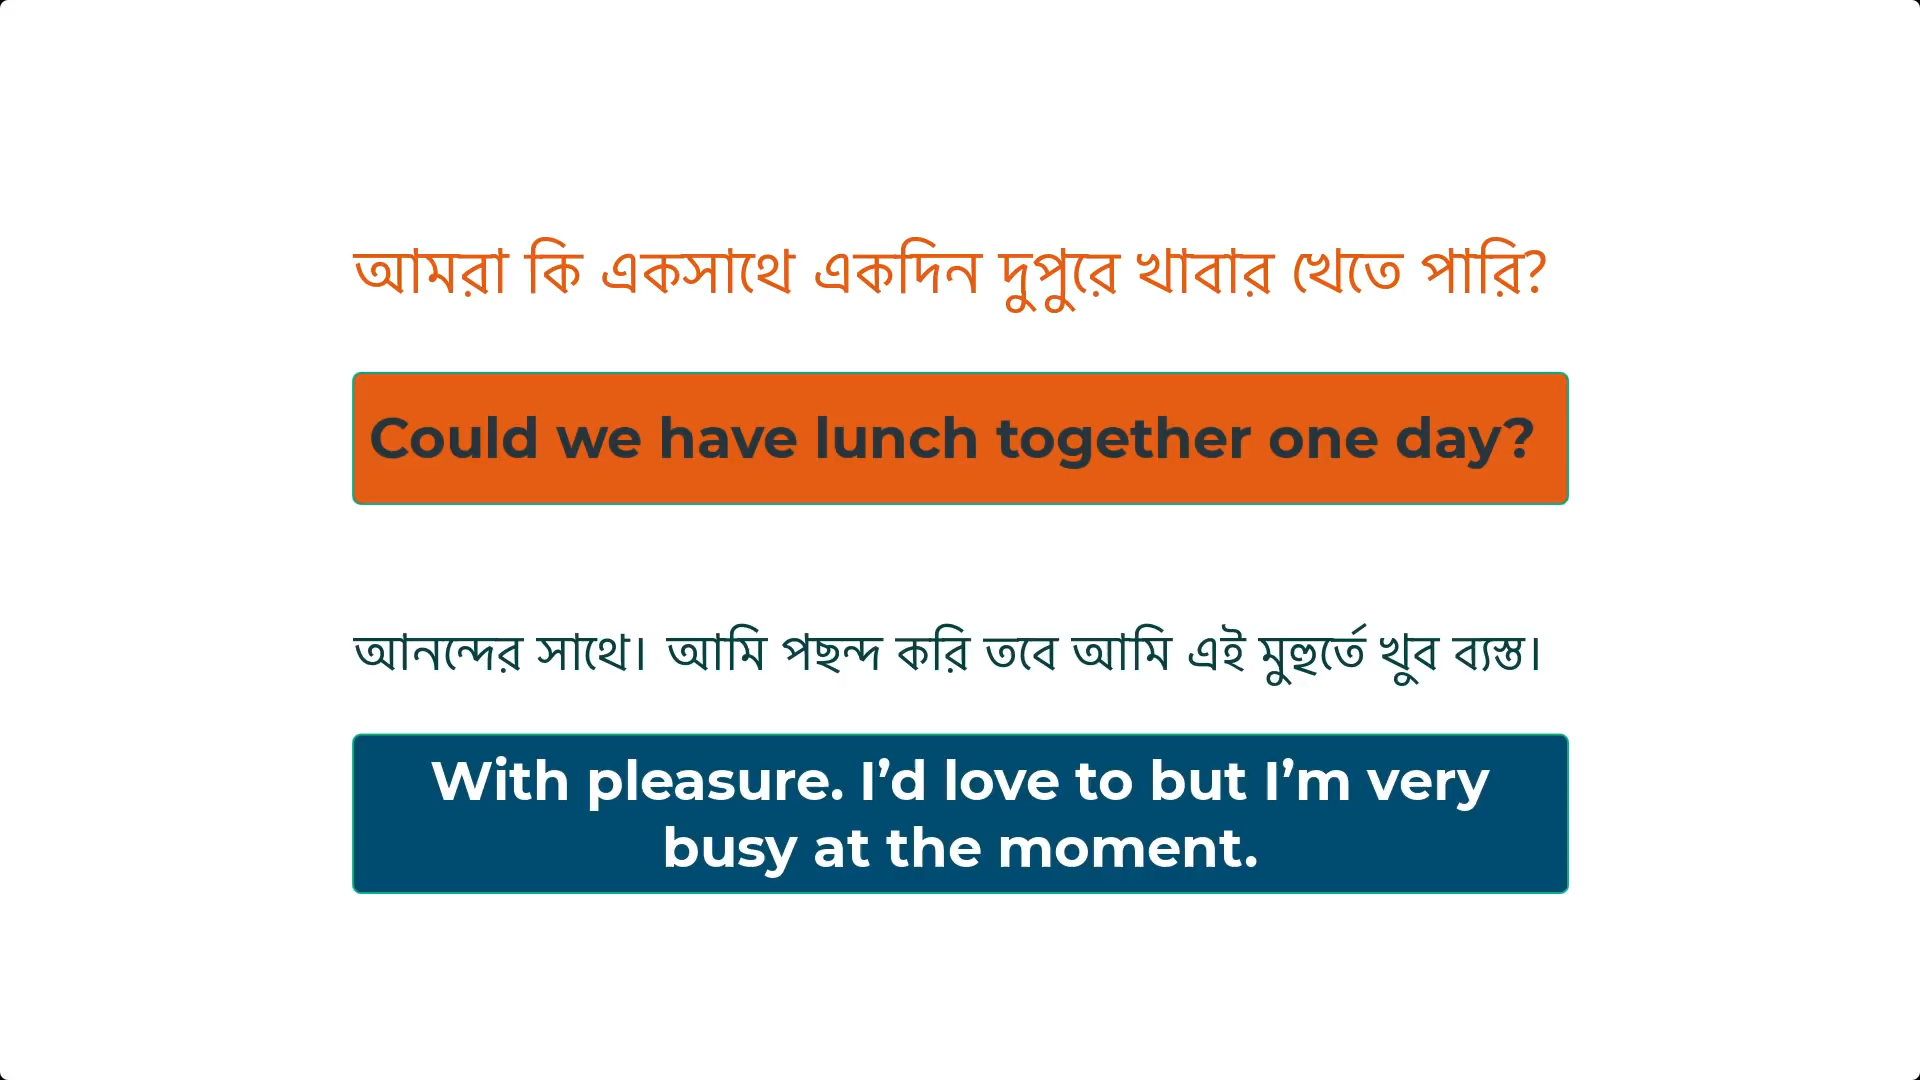 আমরা কি একসাথে একদিন দুপুরে খাবার খেতে পারি?
Could we have lunch together one day?
আনন্দের সাথে। আমি পছন্দ করি তবে আমি এই মুহুর্তে খুব ব্যস্ত।
With pleasure. I’d love to but I’m very
busy at the moment.